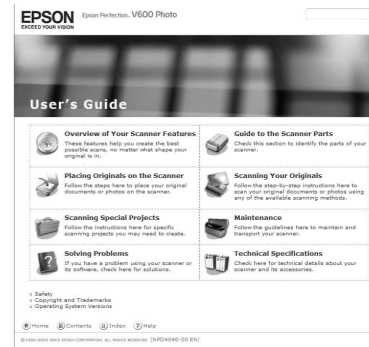 EPSON
EXCEED YOUR VISION
Epson Perfection™ V600 Photo
User's Guide
Overview of Your Scanner Features
These features help you create the best
possible scans, no matter what shape your
original is in.
Guide to the Scanner Parts
Check this section to identify the parts of your
scanner.
Placing Originals on the Scanner
Follow the steps here to place your original
documents or photos on the scanner.
Scanning Your Originals
Follow the step-by-step instructions here to
scan your original documents or photos using
any of the available scanning methods.
Scanning Special Projects
Follow the instructions here for specific
scanning projects you may need to create.
Maintenance
Follow the guidelines here to maintain and
transport your scanner.
Solving Problems
If you have a problem using your scanner or
its software, check here for solutions.
Technical Specifications
Check here for technical details about your
scanner and its accessories.
» Safety
» Copyright and Trademarks
» Operating System Versions
Home Contents Index Help
EPSON CORPORATION. ALL RIGHTS RESERVED. (NPD4040-00 EN)